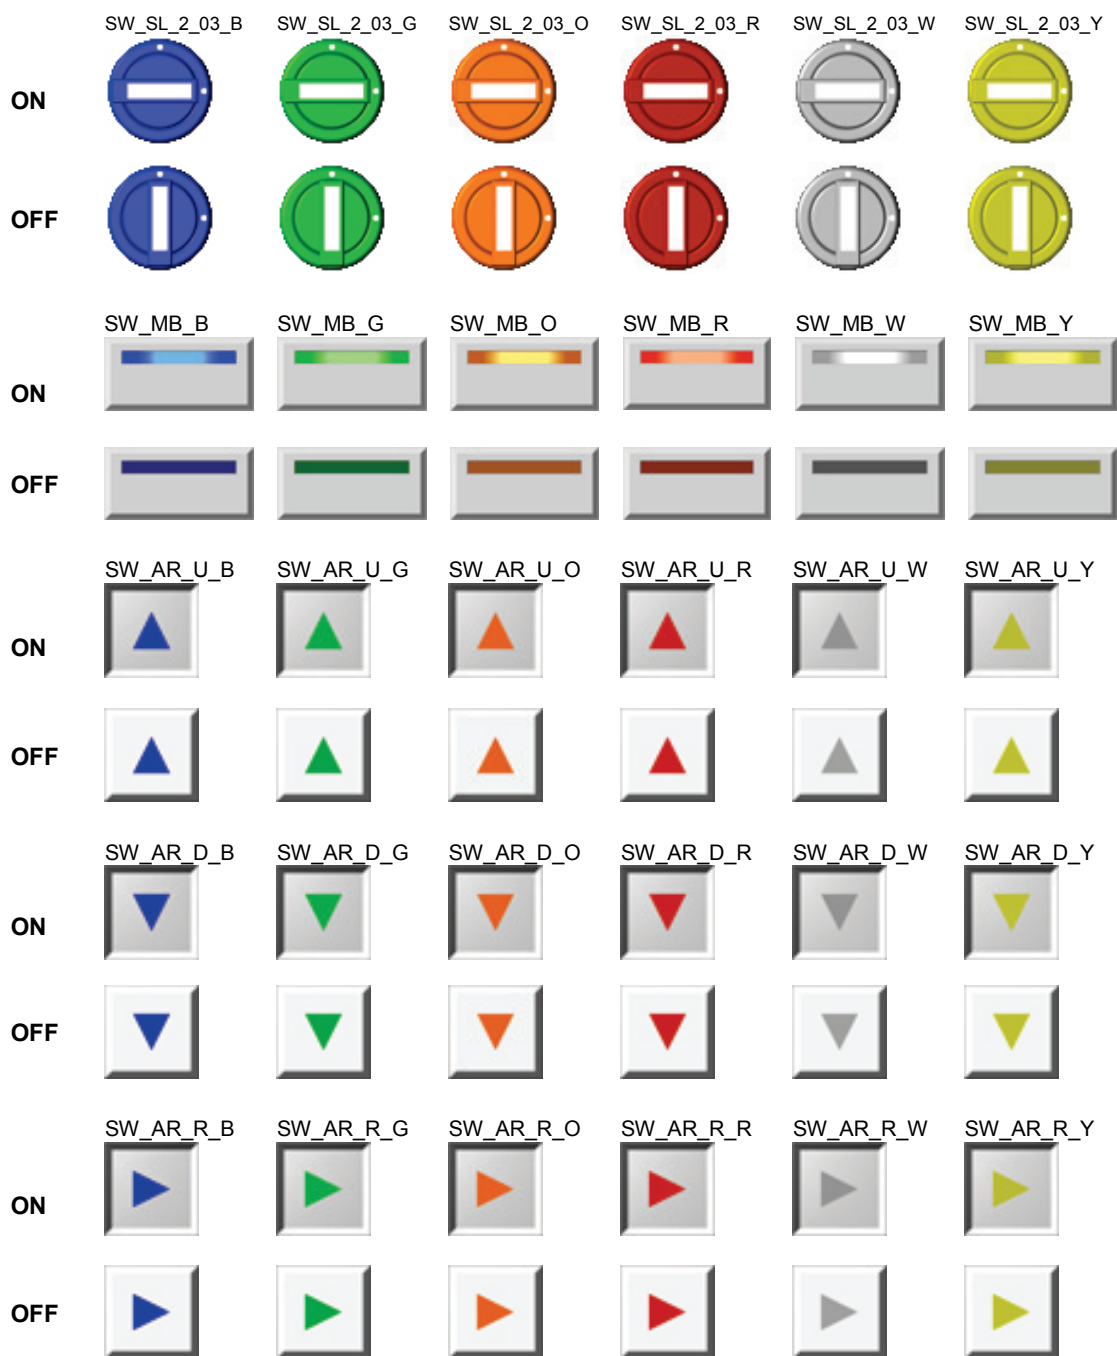 SW_SL_2_03_B SW_SL_2_03_G SW_SL_2_03_O SW_SL_2_03_R SW_SL_2_03_W SW_SL_2_03_Y
ON
OFF
SW_MB_B SW_MB_G SW_MB_O SW_MB_R SW_MB_W SW_MB_Y
ON
OFF
SW_AR_U_B SW_AR_U_G SW_AR_U_O SW_AR_U_R SW_AR_U_W SW_AR_U_Y
ON
OFF
SW_AR_D_B SW_AR_D_G SW_AR_D_O SW_AR_D_R SW_AR_D_W SW_AR_D_Y
ON
OFF
SW_AR_R_B SW_AR_R_G SW_AR_R_O SW_AR_R_R SW_AR_R_W SW_AR_R_Y
ON
OFF